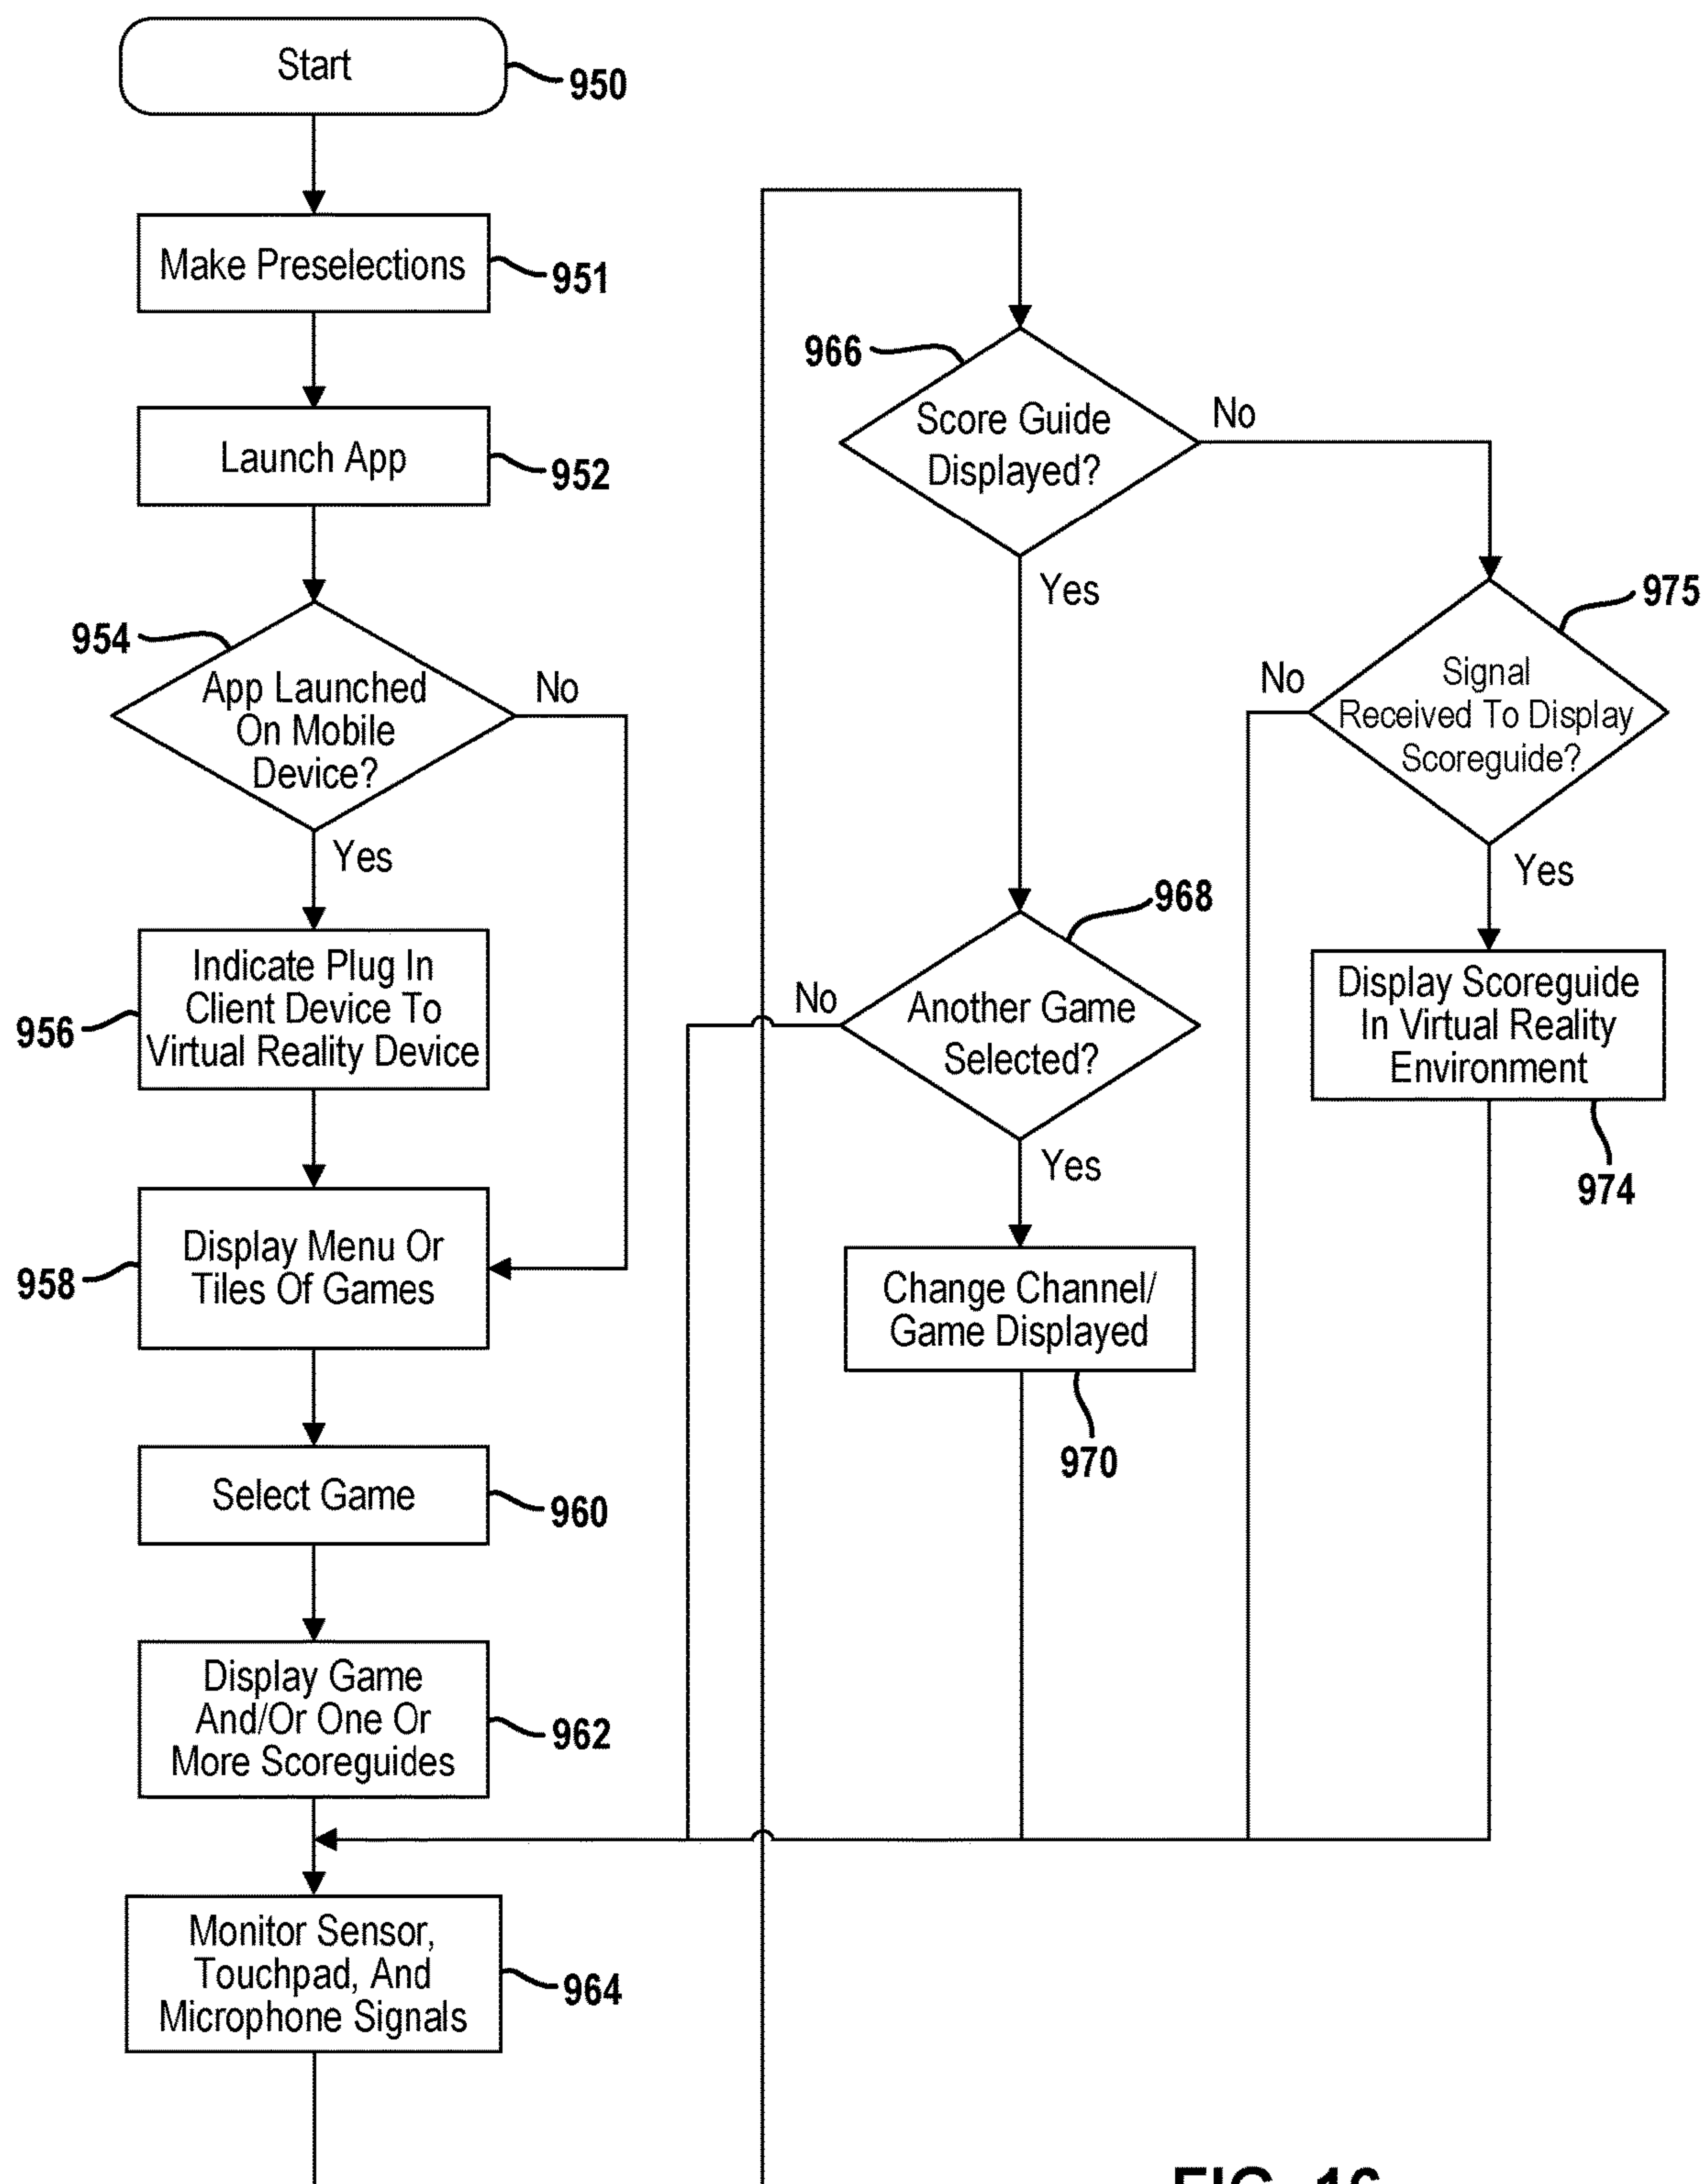 Start
950
Make Preselections
951
Launch App
952
954
App Launched
On Mobile
Device?
No
Yes
Indicate Plug In
Client Device To
Virtual Reality Device
956
Display Menu Or
Tiles Of Games
958
Select Game
960
Display Game
And/Or One Or
More Scoreguides
962
Monitor Sensor,
Touchpad, And
Microphone Signals
964
966
Score Guide
Displayed?
No
Yes
968
Another Game
Selected?
No
Yes
Change Channel/
Game Displayed
970
975
Signal
Received To Display
Scoreguide?
No
Yes
Display Scoreguide
In Virtual Reality
Environment
974
FIG. 16